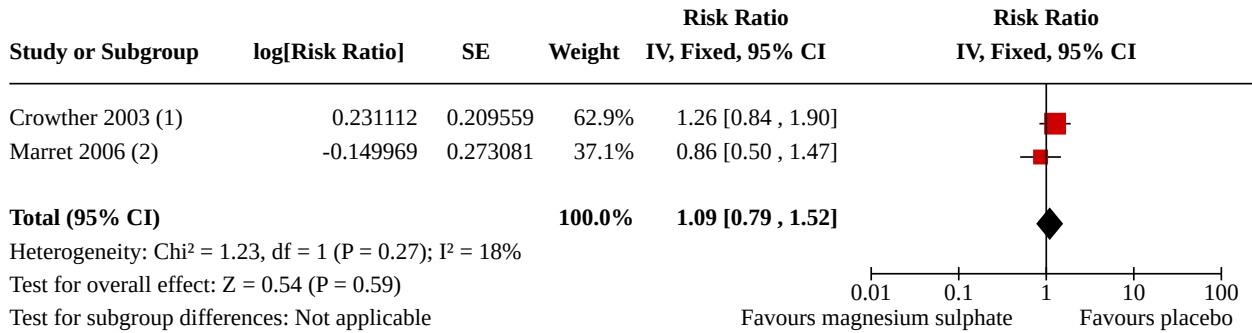 Risk Ratio Risk Ratio
Study or Subgroup log[Risk Ratio] SE Weight IV, Fixed, 95% CI IV, Fixed, 95% CI
Crowther 2003 (1) 0.231112 0.209559 62.9% 1.26 [0.84 , 1.90]
Marret 2006 (2) -0.149969 0.273081 37.1% 0.86 [0.50 , 1.47]
Total (95% CI) 100.0% 1.09 [0.79 , 1.52]
Heterogeneity: Chi² = 1.23, df = 1 (P = 0.27); I² = 18%
Test for overall effect: Z = 0.54 (P = 0.59)
0.01 0.1 1 10 100
Test for subgroup differences: Not applicable Favours magnesium sulphate Favours placebo